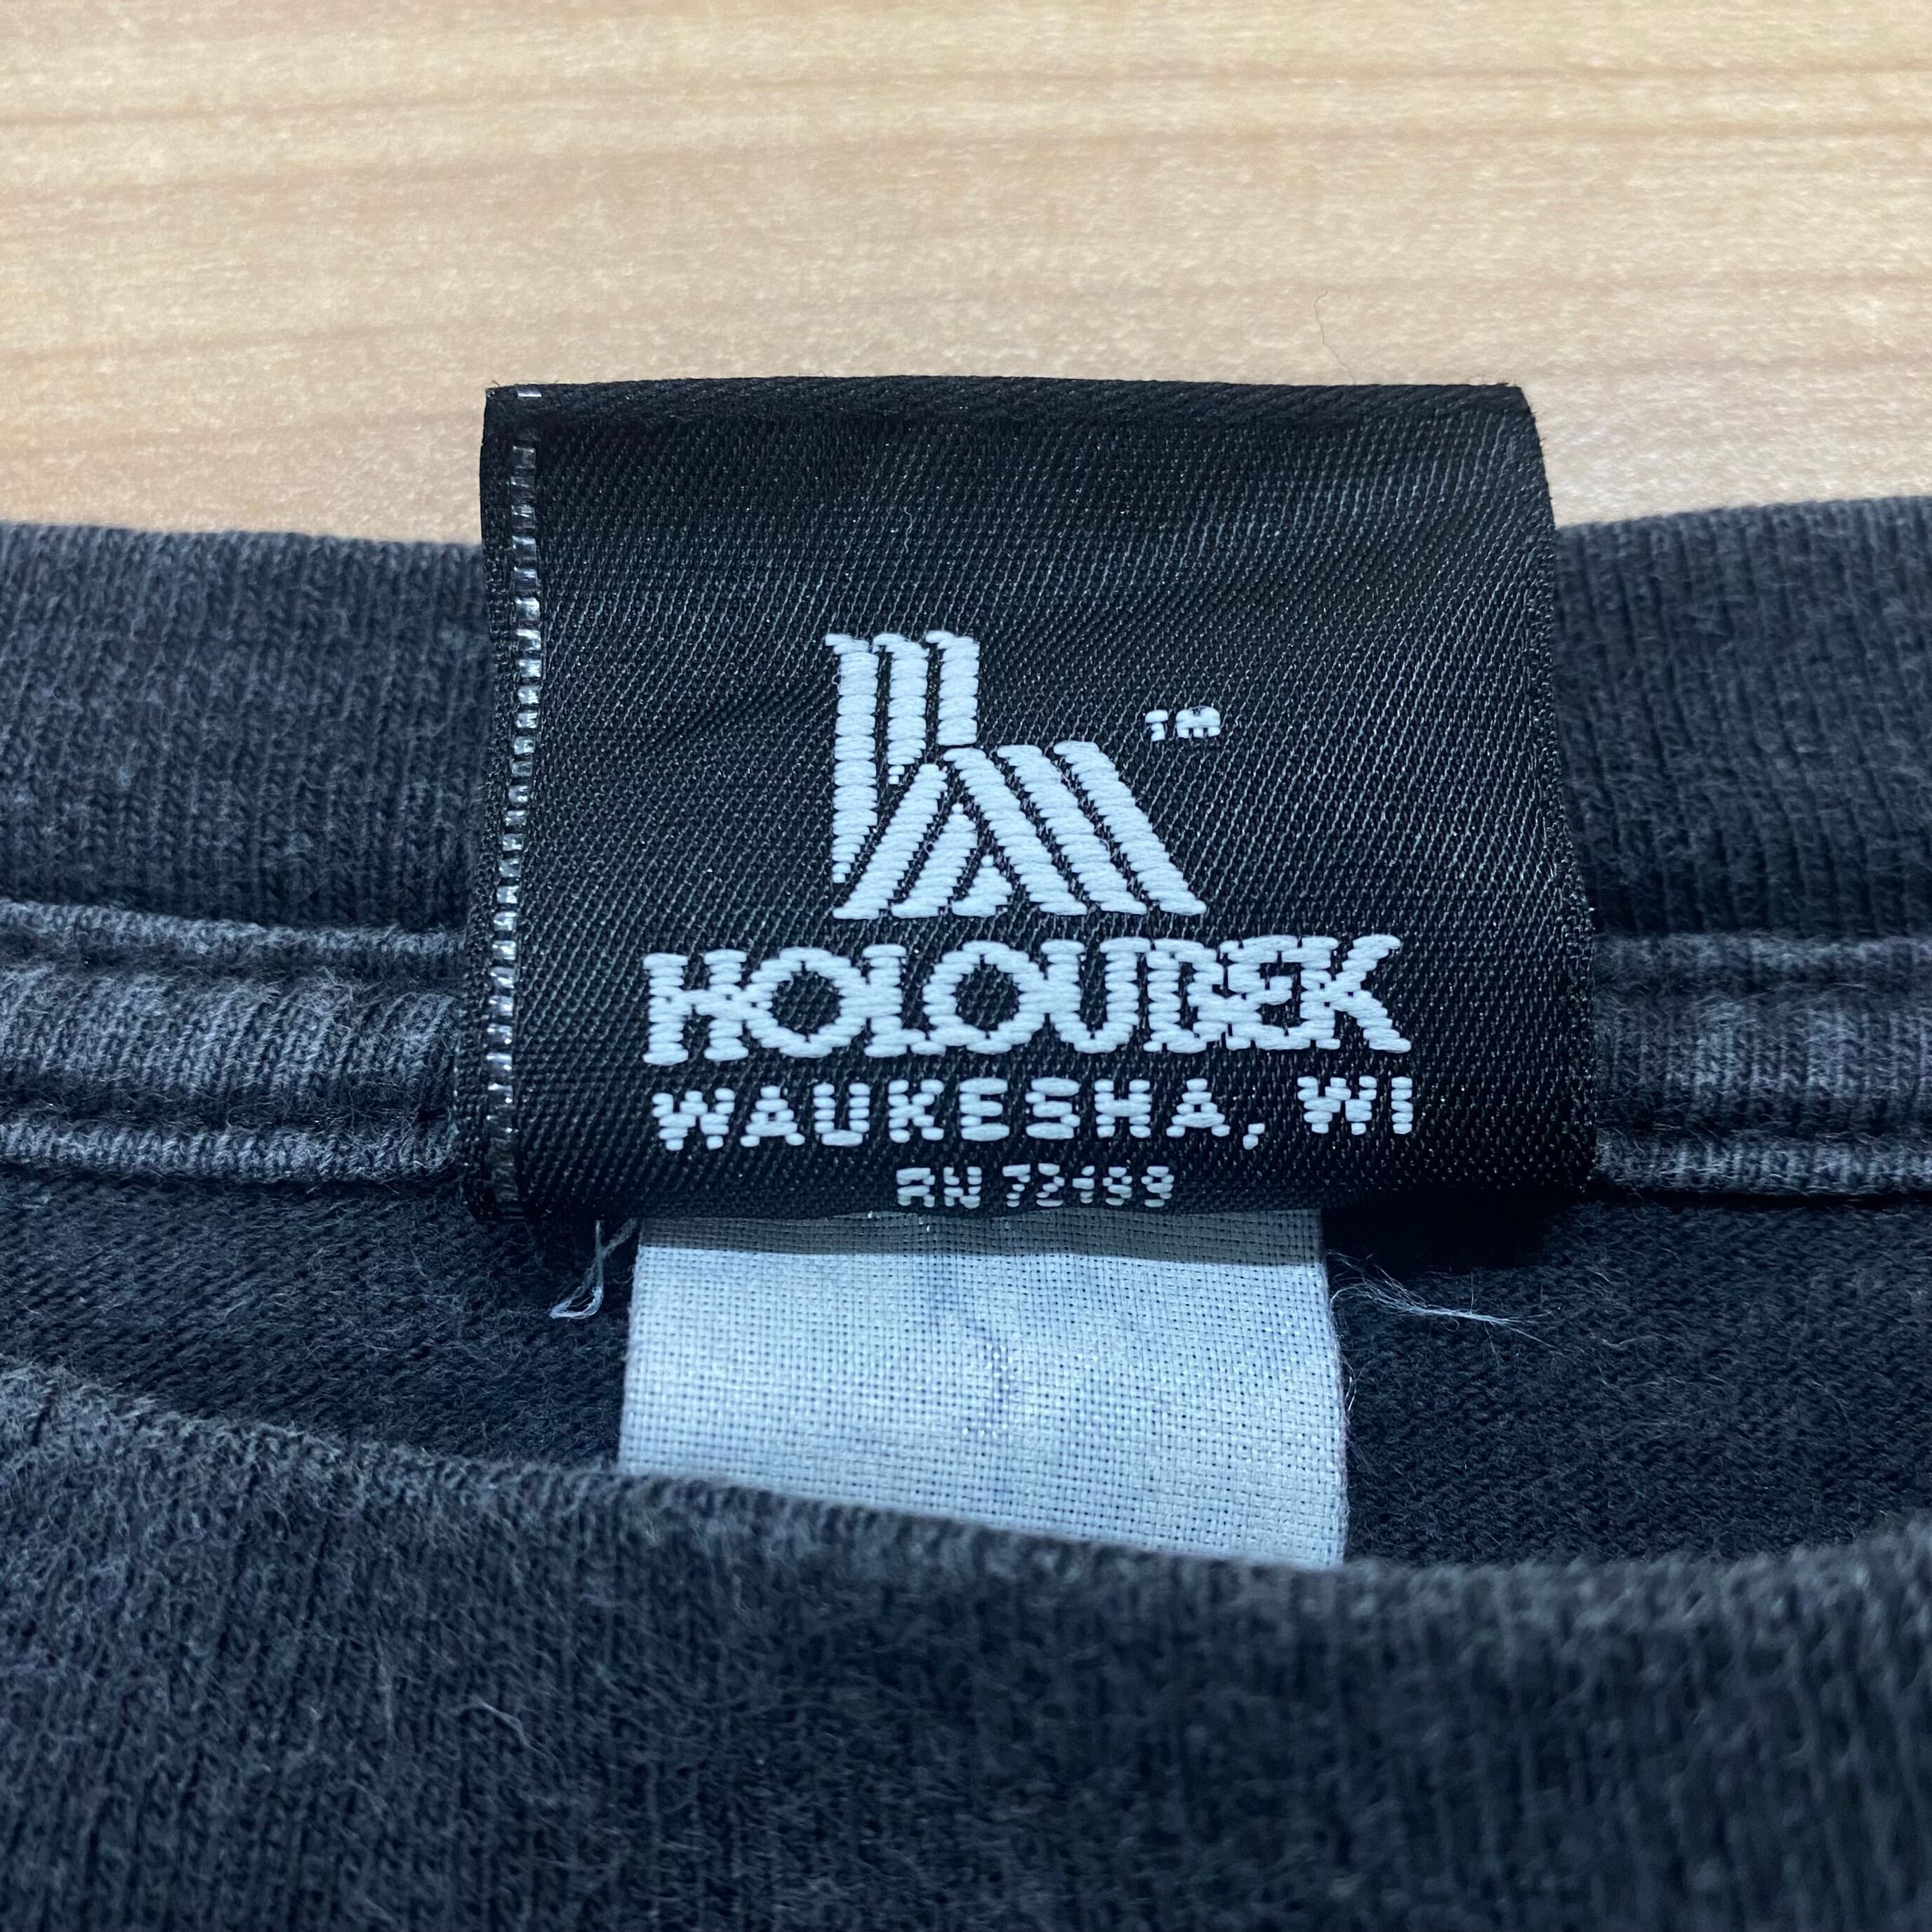 TM
HOLOUBEK
WAUKESHA, WI
RN 72199